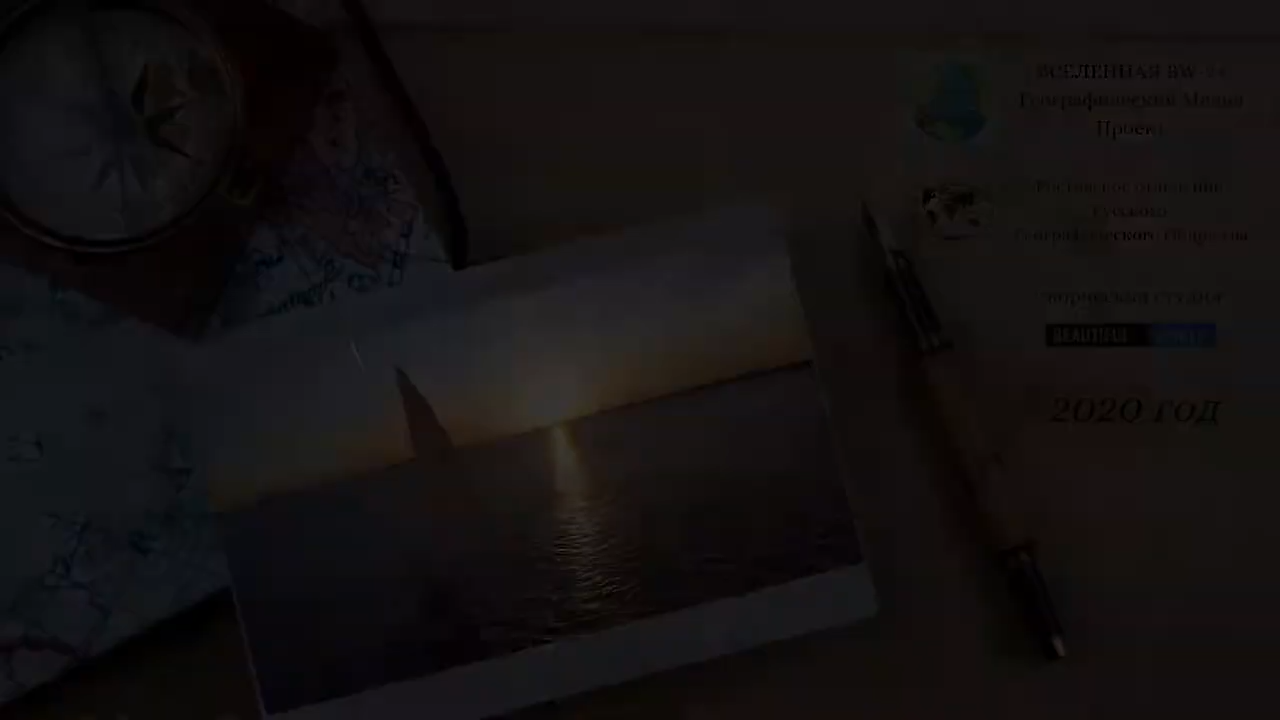 ВСЕЛЕННАЯ BW
Географический Медиа
Проект
Ростовское отделение
Русского
Географического Общества
Творческая студия
BEAUTIFUL
2020 год